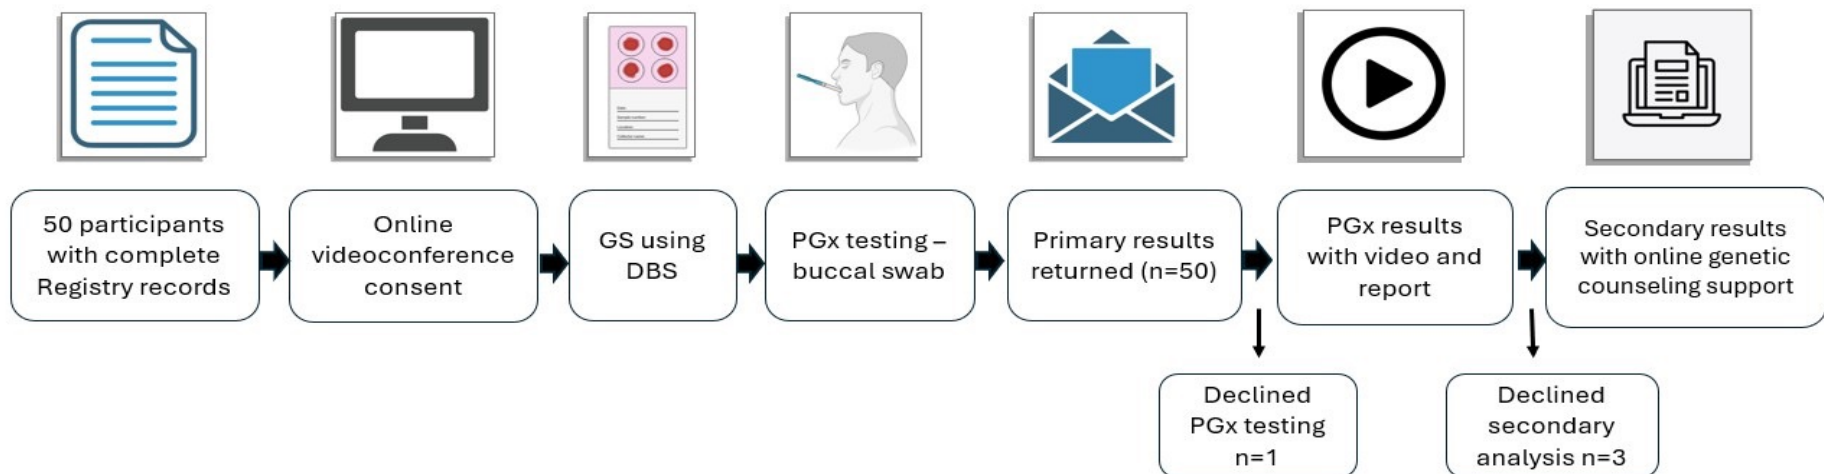 50 participants
with complete
Registry records
Online
videoconference
consent
GS using
DBS
PGx testing –
buccal swab
Primary results
returned (n=50)
PGx results
with video and
report
Secondary results
with online genetic
counseling support
Declined
PGx testing
n=1
Declined
secondary
analysis n=3